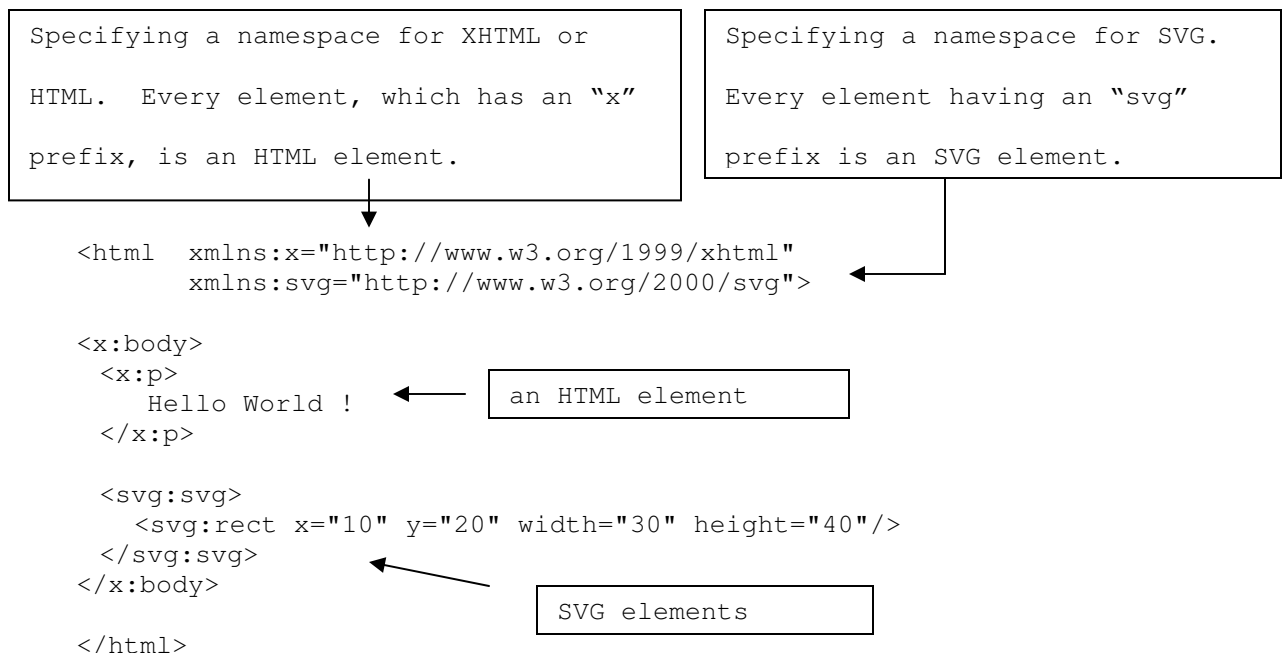 Specifying a namespace for XHTML or
HTML.  Every element, which has an “x”
prefix, is an HTML element.
Specifying a namespace for SVG.
Every element having an “svg”
prefix is an SVG element.
<html  xmlns:x="http://www.w3.org/1999/xhtml"
xmlns:svg="http://www.w3.org/2000/svg">
<x:body>
<x:p>
Hello World !
an HTML element
</x:p>
<svg:svg>
<svg:rect x="10" y="20" width="30" height="40"/>
</svg:svg>
</x:body>
SVG elements
</html>